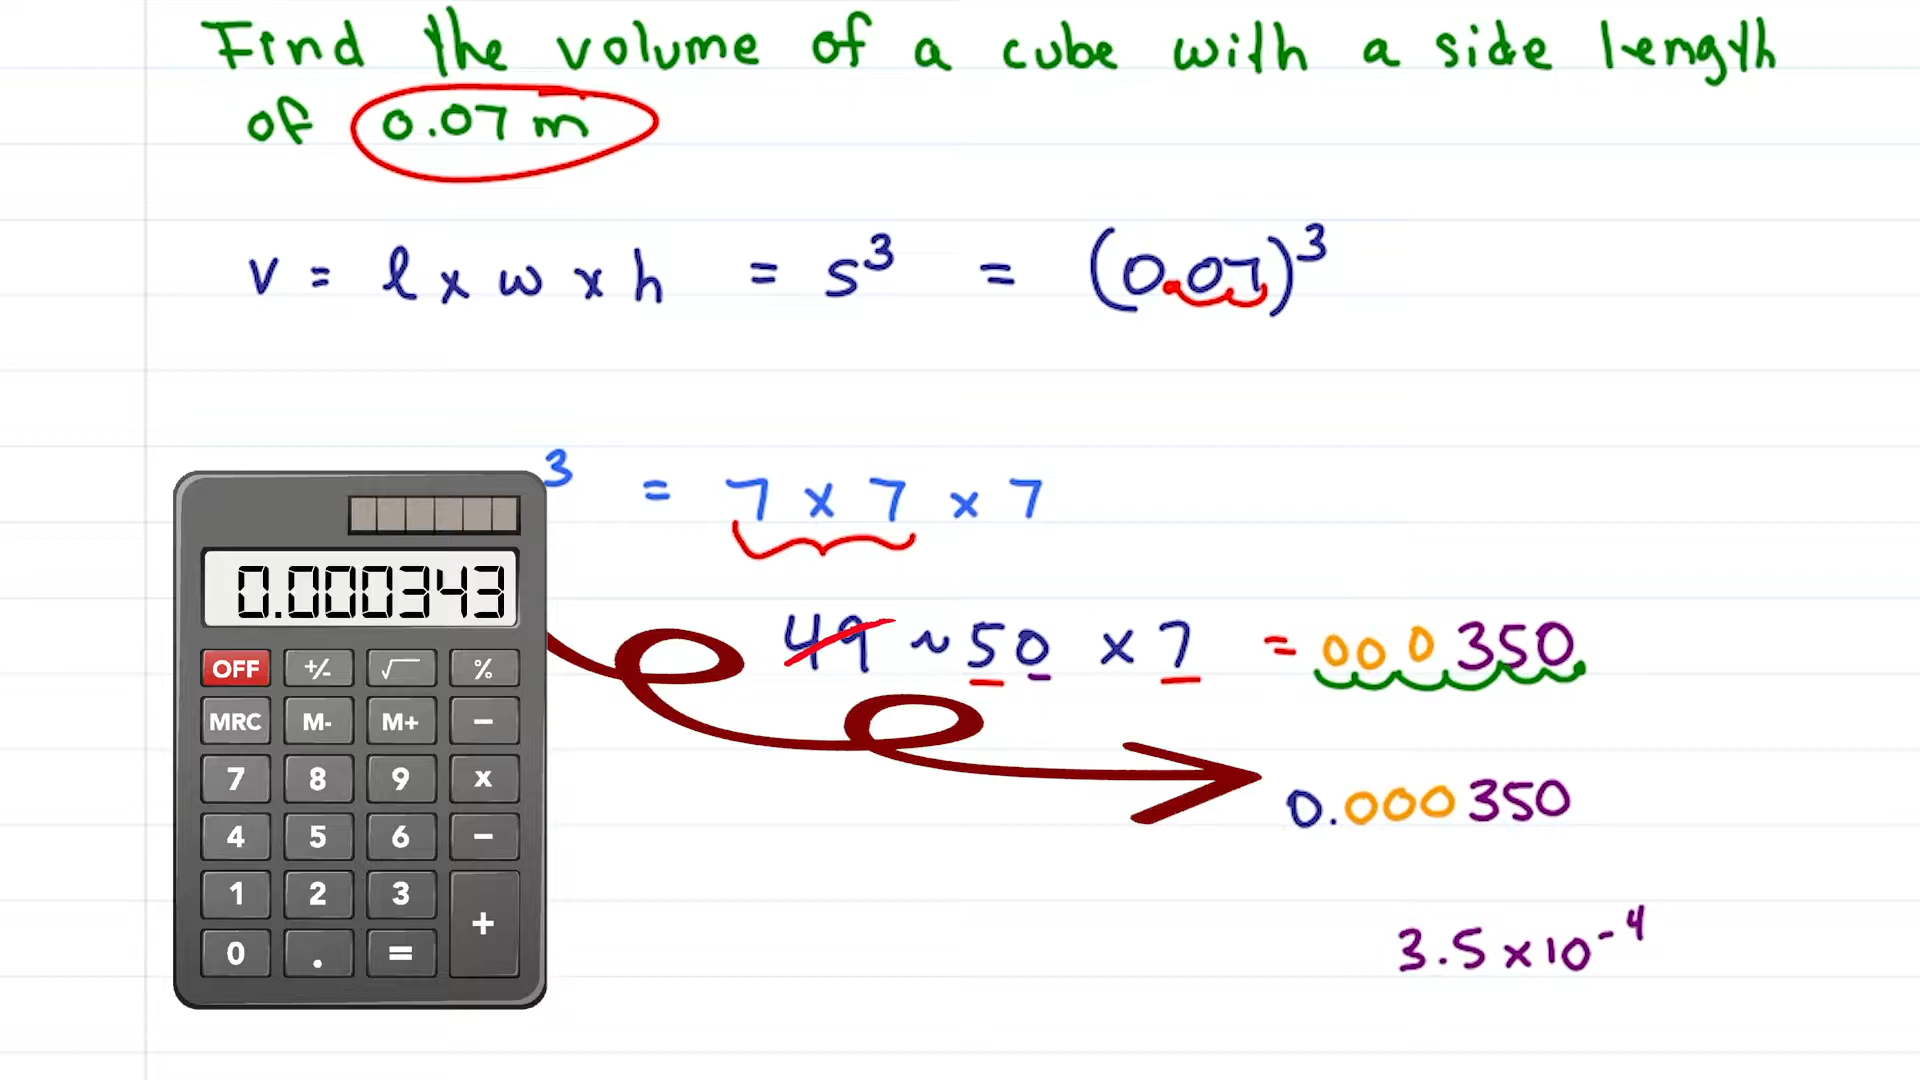 Find the volume of a cube with a side length
of 0.07 m
V = l x w x h = s³ = (0.07)³
³ = 7 x 7 x 7
0.000343
49 ~ 50 x 7 = 000350
OFF +/- √ %
MRC M- M+ −
7 8 9 x
0.000350
4 5 6 −
1 2 3 +
0 . =
3.5 x 10⁻⁴